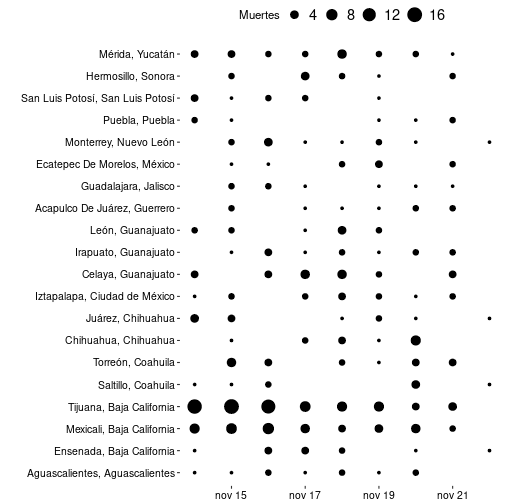 Muertes 4 8 12 16
Mérida, Yucatán
Hermosillo, Sonora
San Luis Potosí, San Luis Potosí
Puebla, Puebla
Monterrey, Nuevo León
Ecatepec De Morelos, México
Guadalajara, Jalisco
Acapulco De Juárez, Guerrero
León, Guanajuato
Irapuato, Guanajuato
Celaya, Guanajuato
Iztapalapa, Ciudad de México
Juárez, Chihuahua
Chihuahua, Chihuahua
Torreón, Coahuila
Saltillo, Coahuila
Tijuana, Baja California
Mexicali, Baja California
Ensenada, Baja California
Aguascalientes, Aguascalientes
nov 15 nov 17 nov 19 nov 21